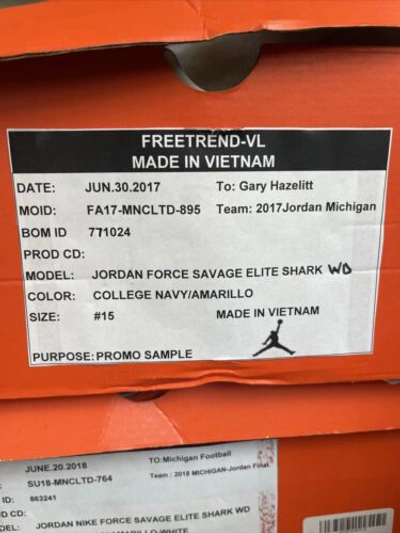 FREETREND-VL
MADE IN VIETNAM
DATE: JUN.30.2017 To: Gary Hazelitt
MOID: FA17-MNCLTD-895 Team: 2017Jordan Michigan
BOM ID 771024
PROD CD:
MODEL: JORDAN FORCE SAVAGE ELITE SHARK WD
COLOR: COLLEGE NAVY/AMARILLO
SIZE: #15 MADE IN VIETNAM
PURPOSE: PROMO SAMPLE
JUNE.20.2018 TO:Michigan Football
SU18-MNCLTD-764 Team: 2018 MICHIGAN-Jordan Final
ID: 863241
D CD:
DEL: JORDAN NIKE FORCE SAVAGE ELITE SHARK WD